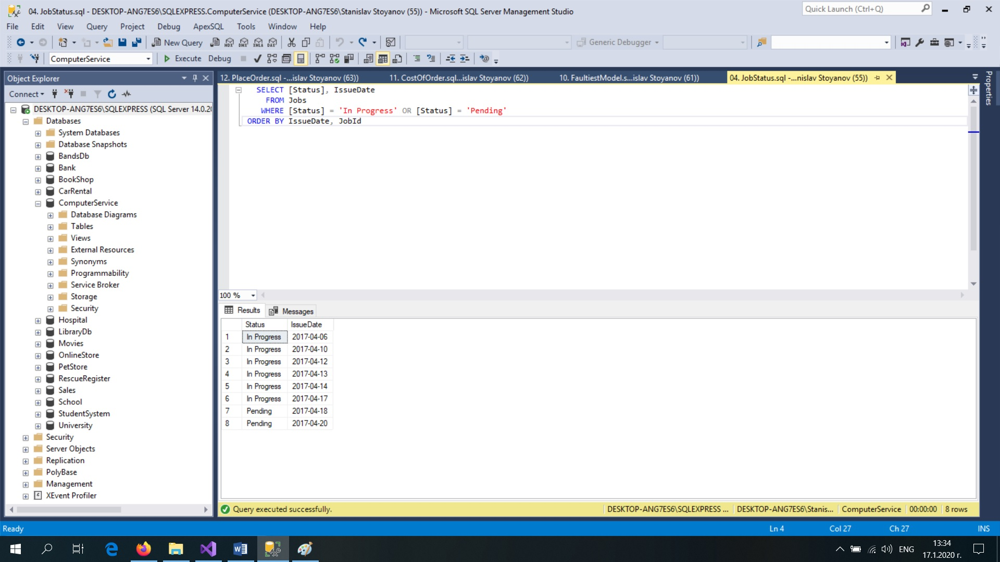 04. JobStatus.sql - DESKTOP-ANG7ES6\SQLEXPRESS.ComputerService (DESKTOP-ANG7ES6\Stanislav Stoyanov (55)) - Microsoft SQL Server Management Studio
Quick Launch (Ctrl+Q)
File Edit View Query Project Debug ApexSQL Tools Window Help
New Query MDX DMX XMLA DAX Generic Debugger
ComputerService Execute Debug
Object Explorer
12. PlaceOrder.sql -...islav Stoyanov (63)) 11. CostOfOrder.sql...islav Stoyanov (62)) 10. FaultiestModel.s...islav Stoyanov (61)) 04. JobStatus.sql -...nislav Stoyanov (55))
Properties
Connect
DESKTOP-ANG7ES6\SQLEXPRESS (SQL Server 14.0.20
Databases
System Databases
Database Snapshots
BandsDb
Bank
BookShop
CarRental
ComputerService
Database Diagrams
Tables
Views
External Resources
Synonyms
Programmability
Service Broker
Storage
Security
Hospital
LibraryDb
Movies
OnlineStore
PetStore
RescueRegister
Sales
School
StudentSystem
University
Security
Server Objects
Replication
PolyBase
Management
XEvent Profiler
SELECT [Status], IssueDate
FROM Jobs
WHERE [Status] = 'In Progress' OR [Status] = 'Pending'
ORDER BY IssueDate, JobId
100 %
Results Messages
Status IssueDate
1 In Progress 2017-04-06
2 In Progress 2017-04-10
3 In Progress 2017-04-12
4 In Progress 2017-04-13
5 In Progress 2017-04-14
6 In Progress 2017-04-17
7 Pending 2017-04-18
8 Pending 2017-04-20
Query executed successfully. DESKTOP-ANG7ES6\SQLEXPRESS ... DESKTOP-ANG7ES6\Stanis... ComputerService 00:00:00 8 rows
Ready Ln 4 Col 27 Ch 27 INS
ENG
13:34
17.1.2020 г.